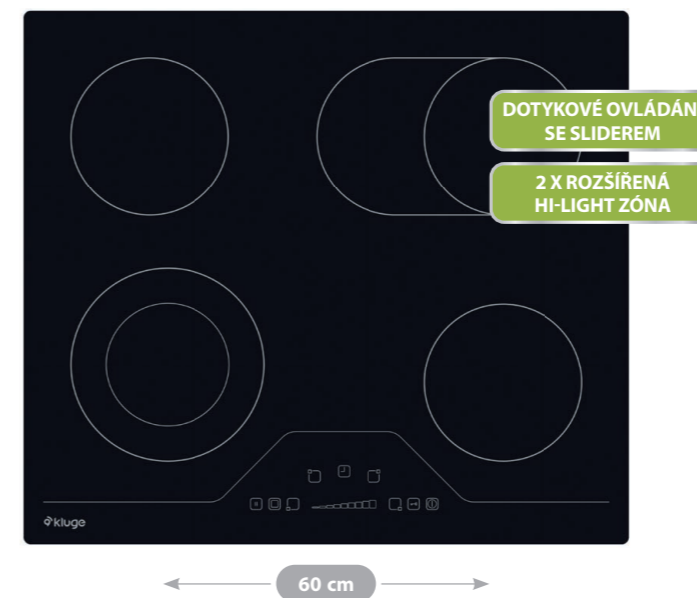 DOTYKOVÉ OVLÁDÁN
SE SLIDEREM
2 X ROZŠÍŘENÁ
HI-LIGHT ZÓNA
kluge
60 cm